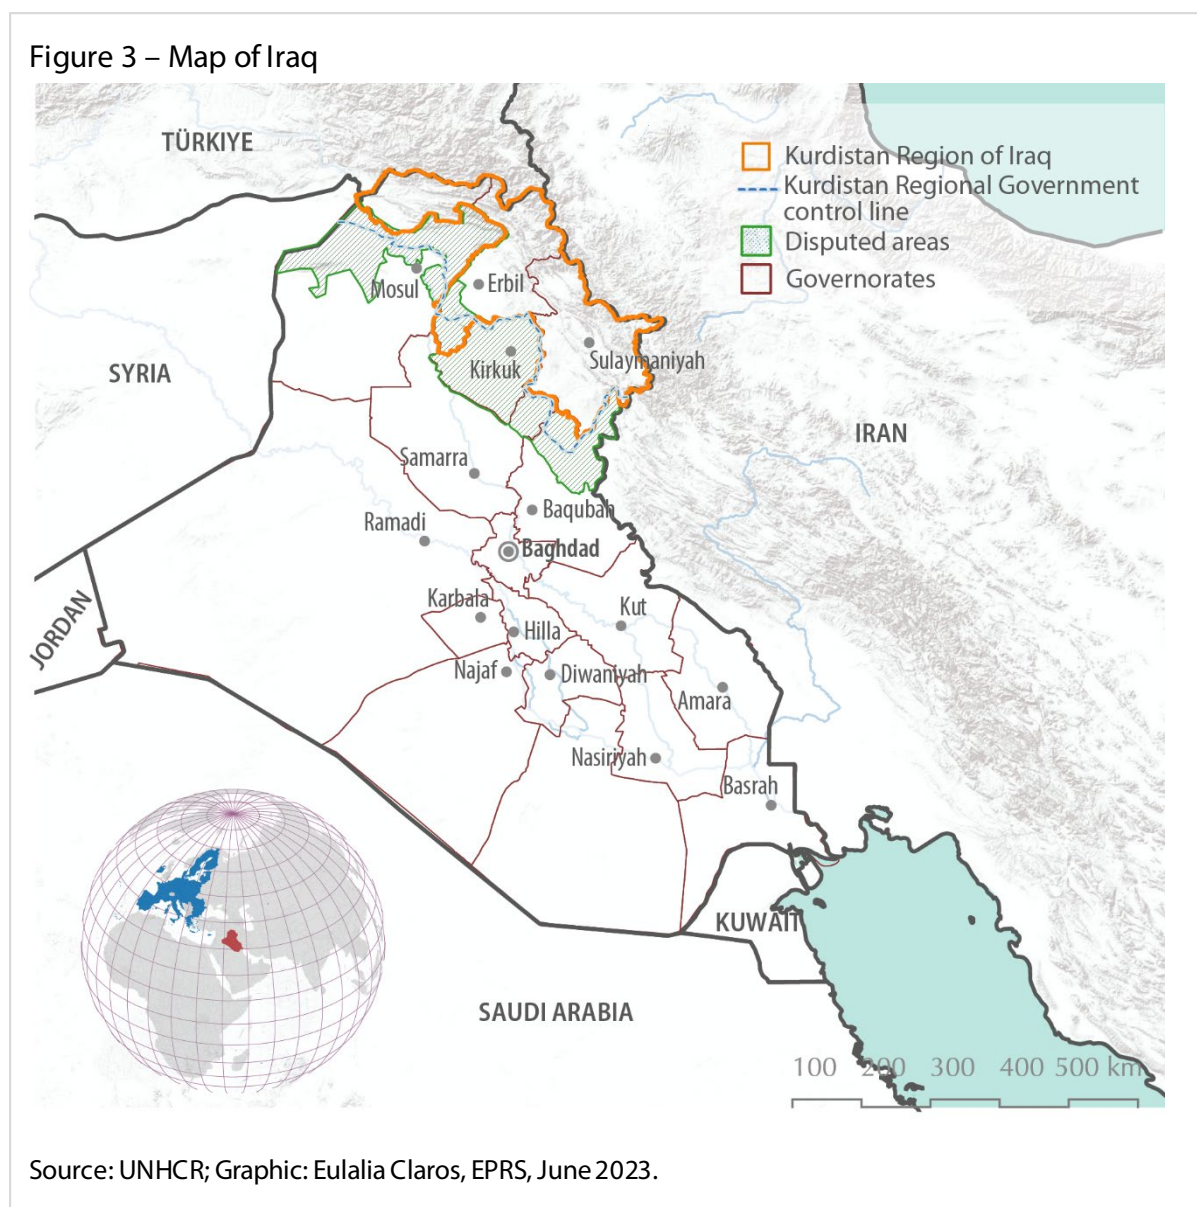 Figure 3 – Map of Iraq
TÜRKIYE
Kurdistan Region of Iraq
Kurdistan Regional Government
control line
Disputed areas
Governorates
Mosul
Erbil
SYRIA
Kirkuk
Sulaymaniyah
IRAN
Samarra
Baqubah
Ramadi
Baghdad
JORDAN
Karbala
Hilla
Kut
Najaf
Diwaniyah
Amara
Nasiriyah
Basrah
KUWAIT
SAUDI ARABIA
100 200 300 400 500 km
Source: UNHCR; Graphic: Eulalia Claros, EPRS, June 2023.